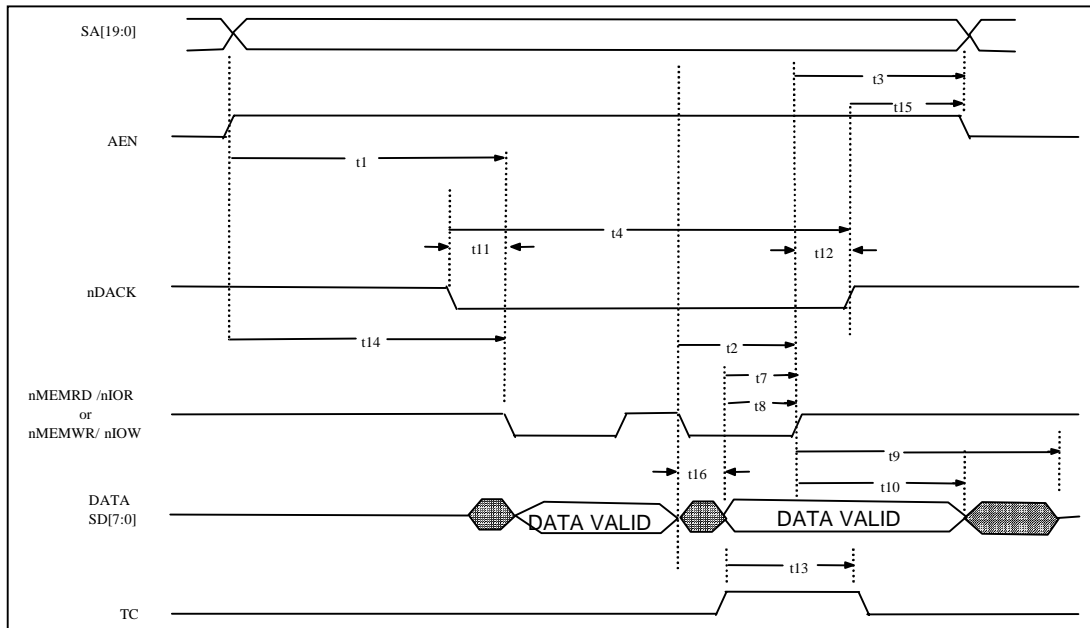 SA[19:0]
t3
t15
AEN
t1
t4
t11
t12
nDACK
t14
t2
t7
t8
nMEMRD /nIOR
or
nMEMWR/ nIOW
t9
t16
t10
DATA
SD[7:0]
DATA VALID
DATA VALID
t13
TC